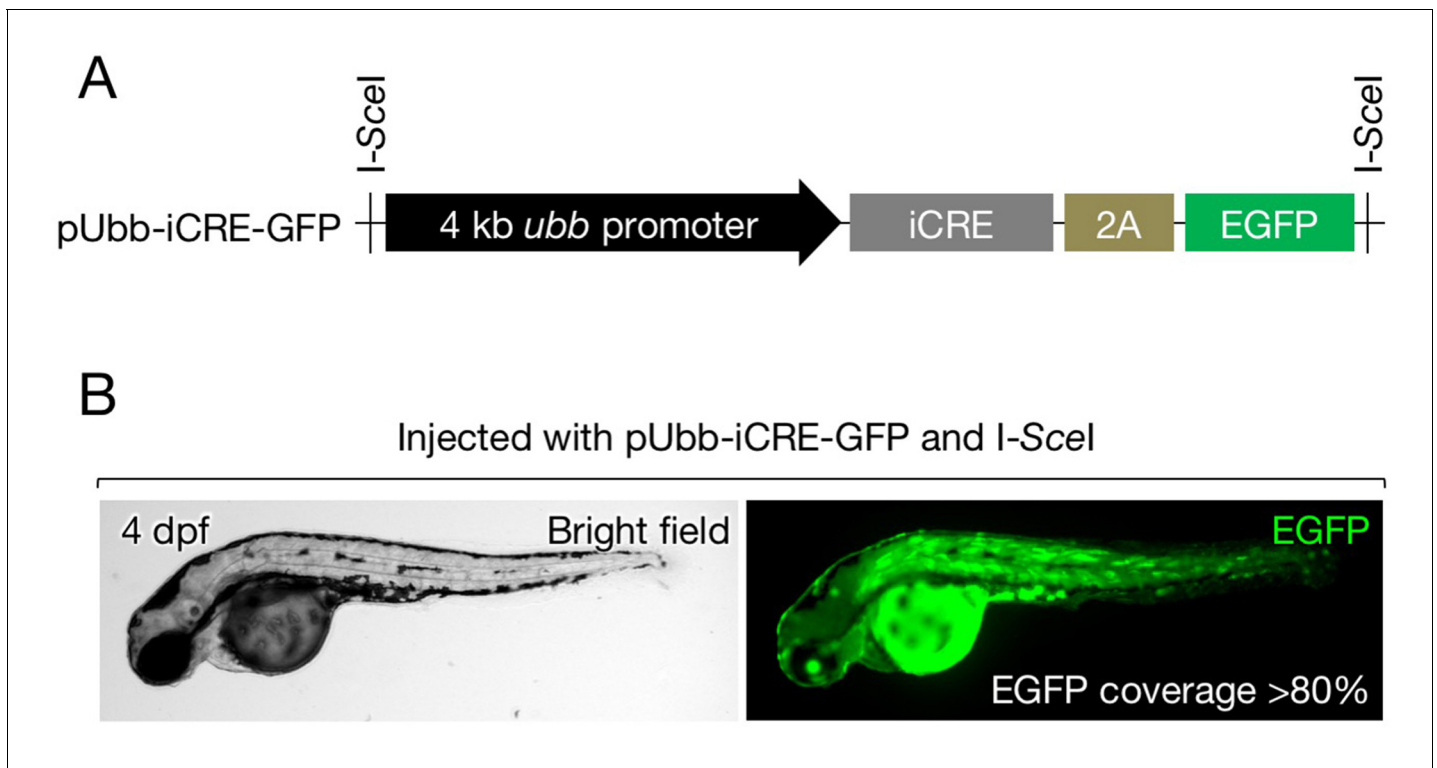 A
I-SceI
I-SceI
pUbb-iCRE-GFP
4 kb ubb promoter
iCRE
2A
EGFP
B
Injected with pUbb-iCRE-GFP and I-SceI
4 dpf
Bright field
EGFP
EGFP coverage >80%